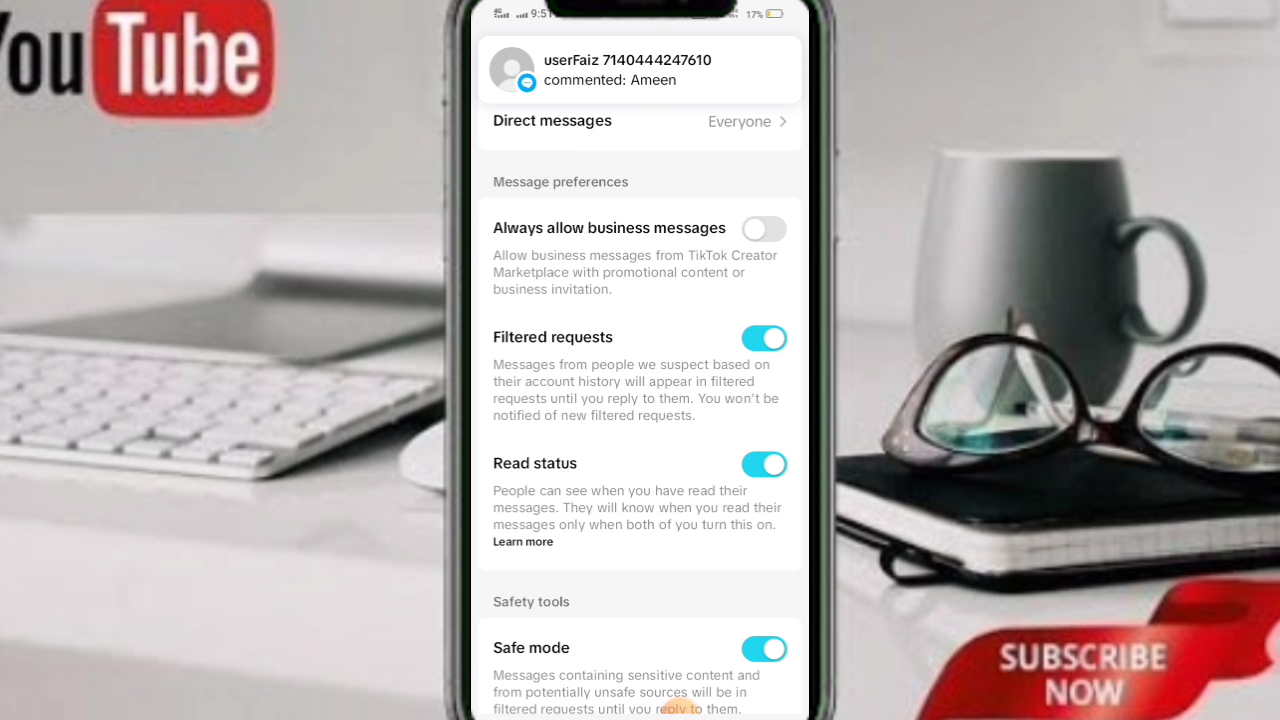 You Tube
9:51
17%
userFaiz 7140444247610
commented: Ameen
Direct messages Everyone
Message preferences
Always allow business messages
Allow business messages from TikTok Creator
Marketplace with promotional content or
business invitation.
Filtered requests
Messages from people we suspect based on
their account history will appear in filtered
requests until you reply to them. You won’t be
notified of new filtered requests.
Read status
People can see when you have read their
messages. They will know when you read their
messages only when both of you turn this on.
Learn more
Safety tools
Safe mode
Messages containing sensitive content and
from potentially unsafe sources will be in
filtered requests until you reply to them.
SUBSCRIBE
NOW